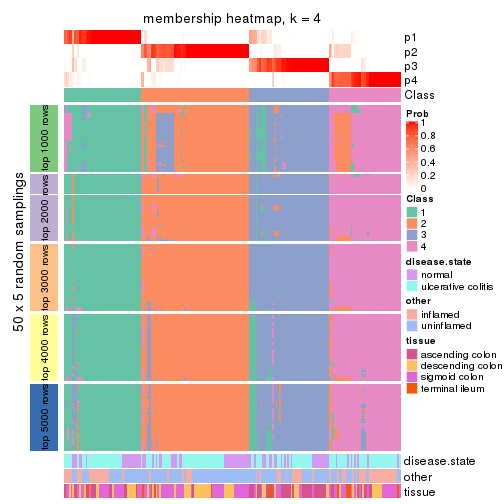 membership heatmap, k = 4
p1
p2
p3
p4
Class
50 x 5 random samplings
top 1000 rows
top 2000 rows
top 3000 rows
top 4000 rows
top 5000 rows
disease.state
other
tissue
Prob
1
0.8
0.6
0.4
0.2
0
Class
1
2
3
4
disease.state
normal
ulcerative colitis
other
inflamed
uninflamed
tissue
ascending colon
descending colon
sigmoid colon
terminal ileum